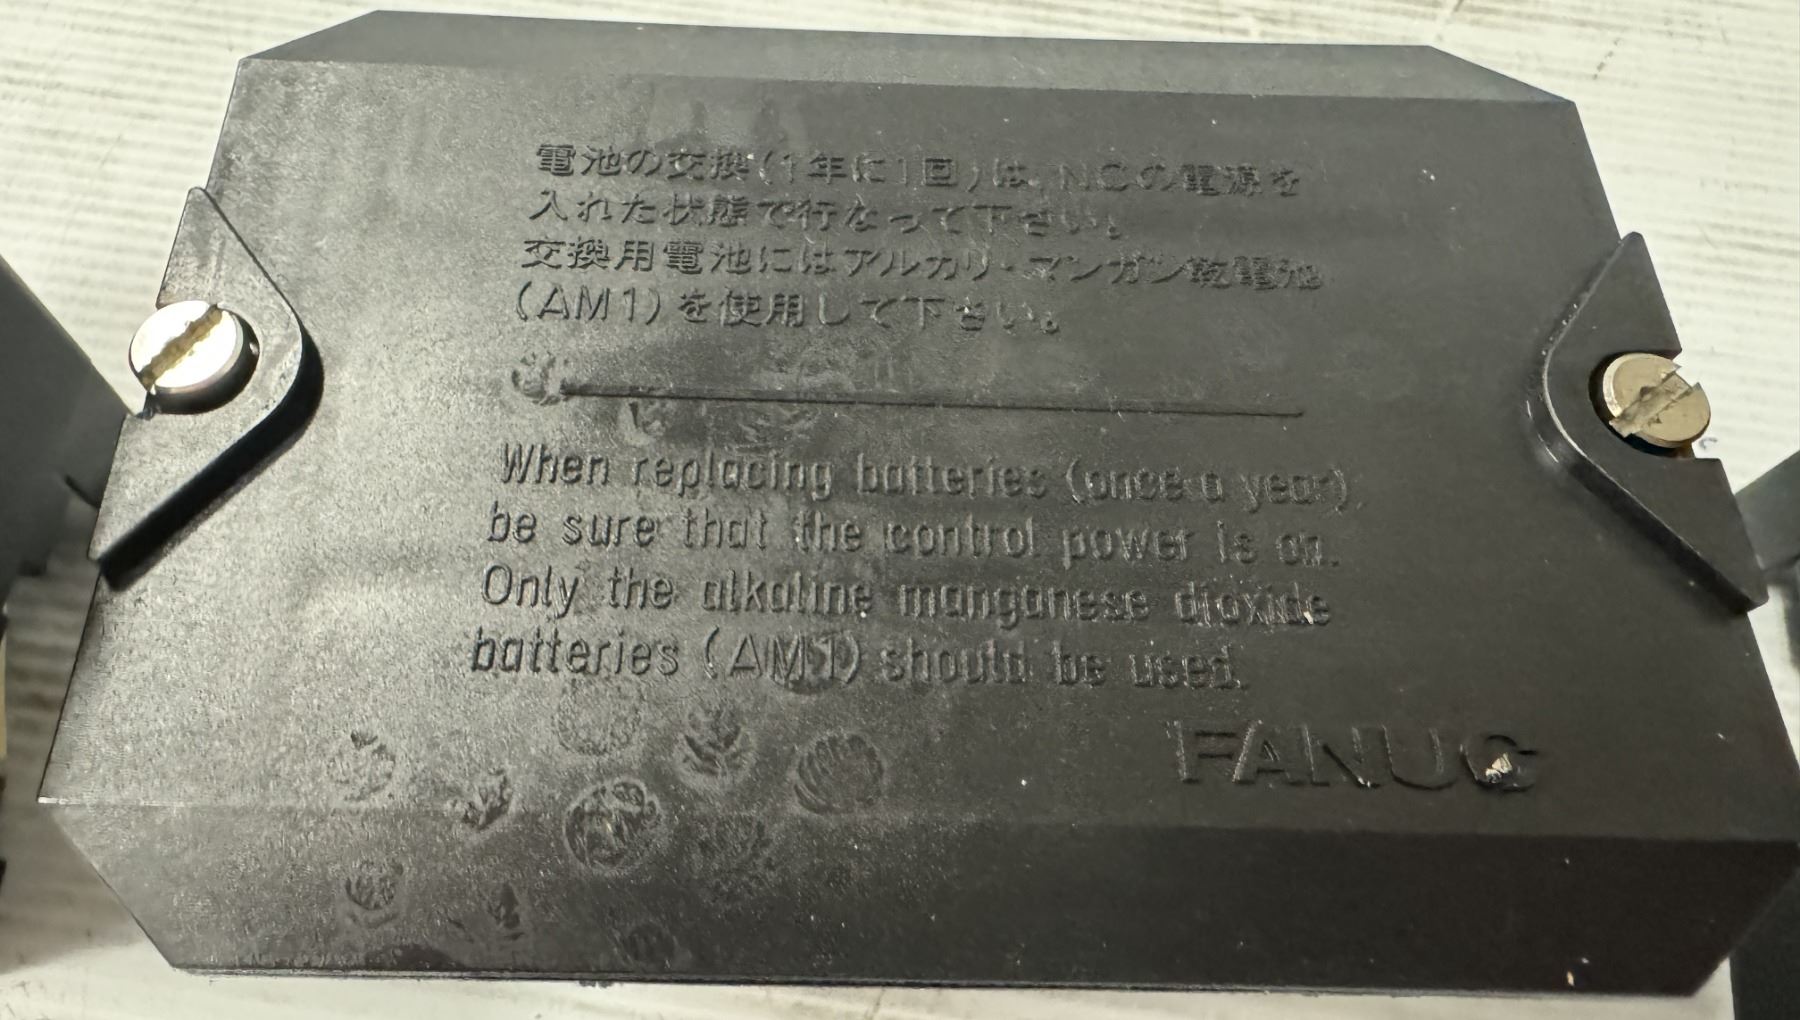 電池の交換(1年に1回)は、NCの電源を
入れた状態で行なって下さい。
交換用電池にはアルカリ・マンガン乾電池
(AM1)を使用して下さい。
When replacing batteries (once a year),
be sure that the control power is on.
Only the alkaline manganese dioxide
batteries (AM1) should be used.
FANUC